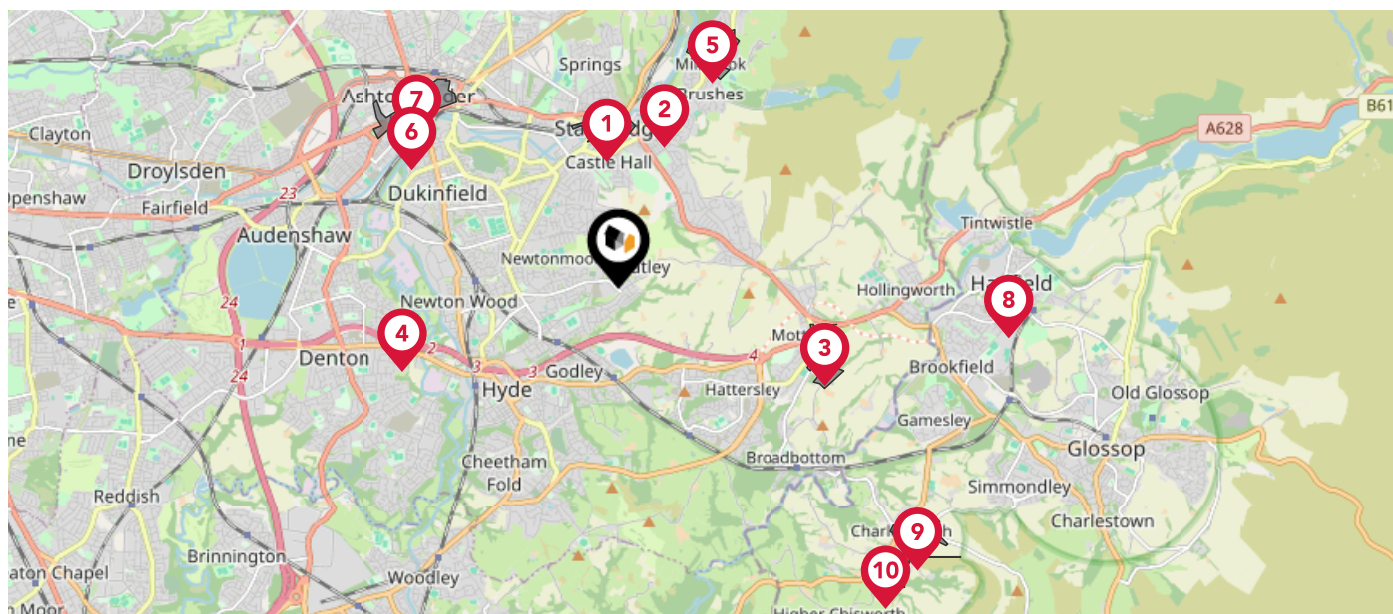 5
Springs
Brushes
7
2
1
B61
A628
Clayton
6
Castle Hall
Droylsden
23
Dukinfield
Openshaw
Fairfield
Tintwistle
Audenshaw
Hollingworth
24
Newton Wood
8
1
4
2
3
3
4
3
Denton
Godley
Brookfield
24
Hyde
Hattersley
Old Glossop
Gamesley
Glossop
Broadbottom
Cheetham
Fold
Simmondley
Reddish
Charlestown
9
Brinnington
10
Woodley
Higher Chisworth